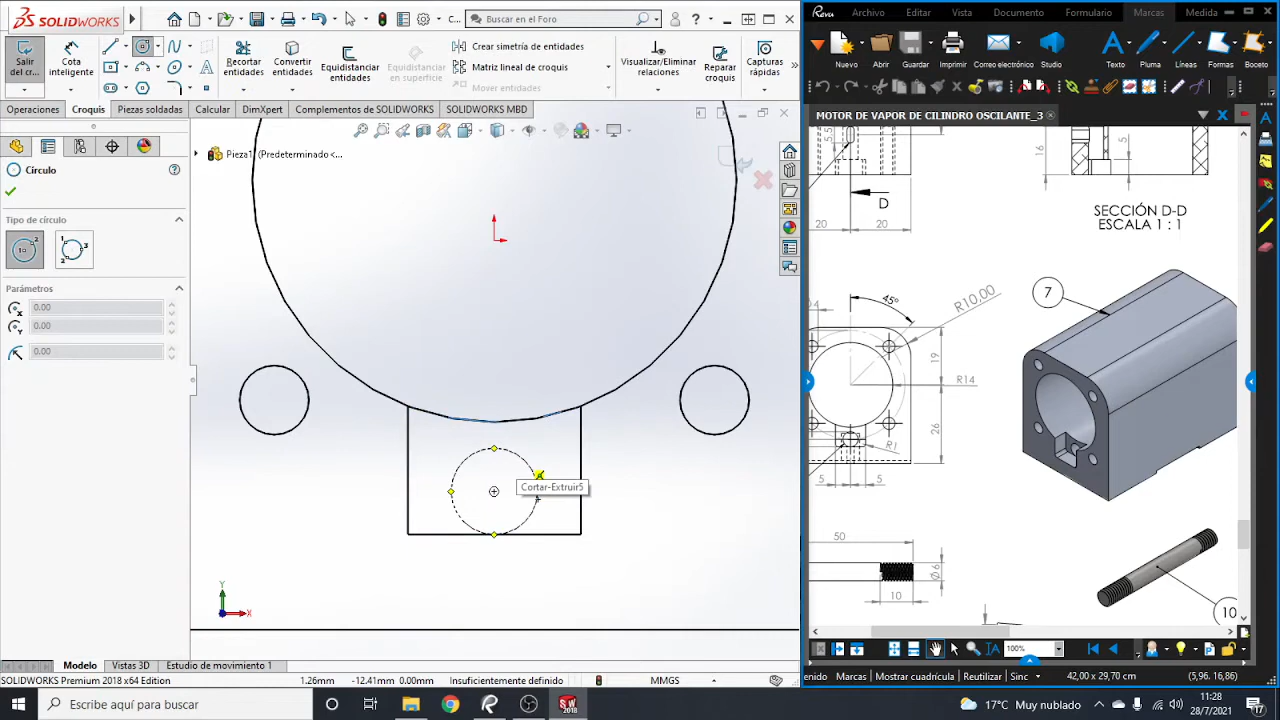 SOLIDWORKS
c...
Buscar en el Foro
Salir del cr...
Cota inteligente
Recortar entidades
Convertir entidades
Equidistanciar entidades
Equidistanciar en superficie
Crear simetría de entidades
Matriz lineal de croquis
Mover entidades
Visualizar/Eliminar relaciones
Reparar croquis
Capturas rápidas
Operaciones
Croquis
Piezas soldadas
Calcular
DimXpert
Complementos de SOLIDWORKS
SOLIDWORKS MBD
Pieza1 (Predeterminado <...
Círculo
Tipo de círculo
Parámetros
0.00
0.00
0.00
Cortar-Extruir5
Y
X
Modelo
Vistas 3D
Estudio de movimiento 1
SOLIDWORKS Premium 2018 x64 Edition
1.26mm
-12.41mm
0.00mm
Insuficientemente definido
MMGS
Revu
Archivo
Editar
Vista
Documento
Formulario
Marcas
Medida
Nuevo
Abrir
Guardar
Imprimir
Correo electrónico
Studio
Texto
Pluma
Líneas
Formas
Boceto
MOTOR DE VAPOR DE CILINDRO OSCILANTE_3
5.5
16
5
D
20
20
SECCIÓN D-D
ESCALA 1 : 1
7
45°
R10,00
19
R14
R1
26
5
5
50
Ø6
10
10
100%
Marcas
Mostrar cuadrícula
Reutilizar
Sinc
42,00 x 29,70 cm
(5,96. 16,86)
Escribe aquí para buscar
17°C Muy nublado
11:28
28/7/2021
17